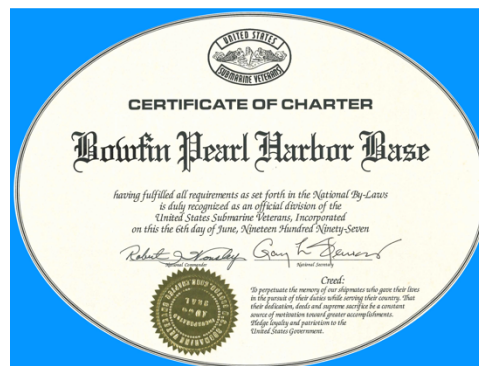 UNITED STATES
SUBMARINE VETERANS
CERTIFICATE OF CHARTER
Bowfin Pearl Harbor Base
having fulfilled all requirements as set forth in the National By-Laws
is duly recognized as an official division of the
United States Submarine Veterans, Incorporated
on this the 6th day of June, Nineteen Hundred Ninety-Seven
National Commander
National Secretary
Creed:
To perpetuate the memory of our shipmates who gave their lives
in the pursuit of their duties while serving their country. That
their dedication, deeds and supreme sacrifice be a constant
source of motivation toward greater accomplishments.
Pledge loyalty and patriotism to the
United States Government.